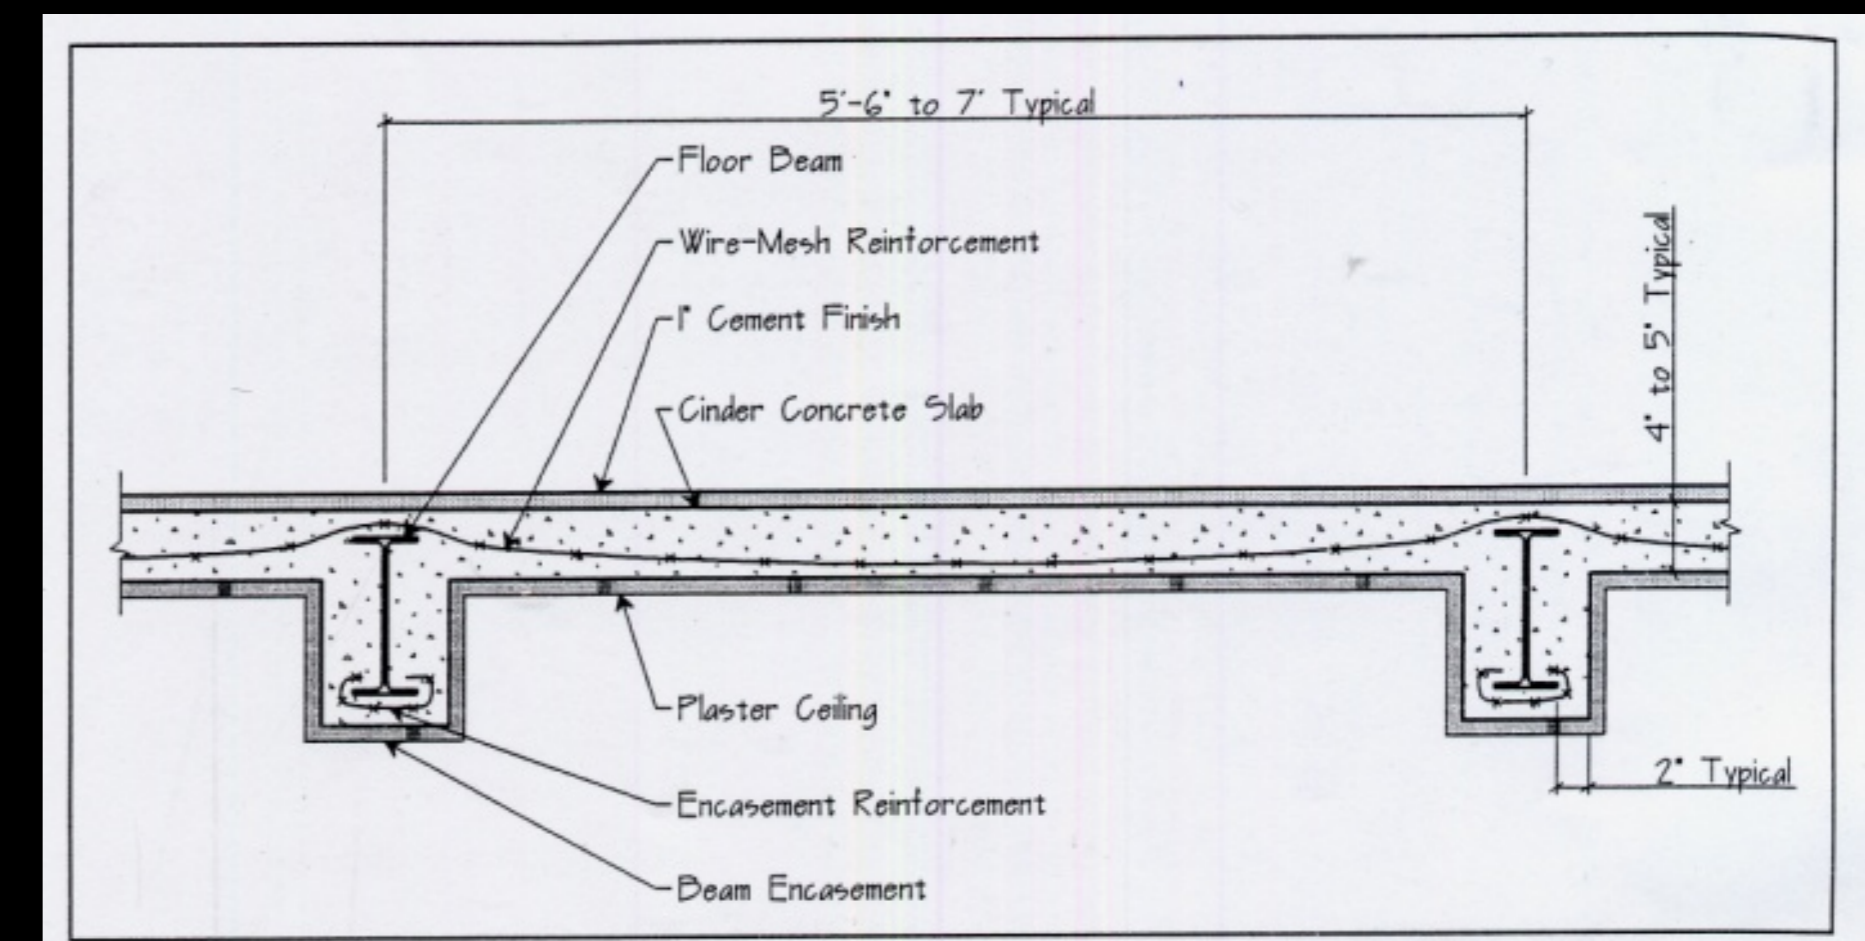 5'-6" to 7' Typical
Floor Beam
Wire-Mesh Reinforcement
1" Cement Finish
Cinder Concrete Slab
4" to 5" Typical
Plaster Ceiling
2" Typical
Encasement Reinforcement
Beam Encasement